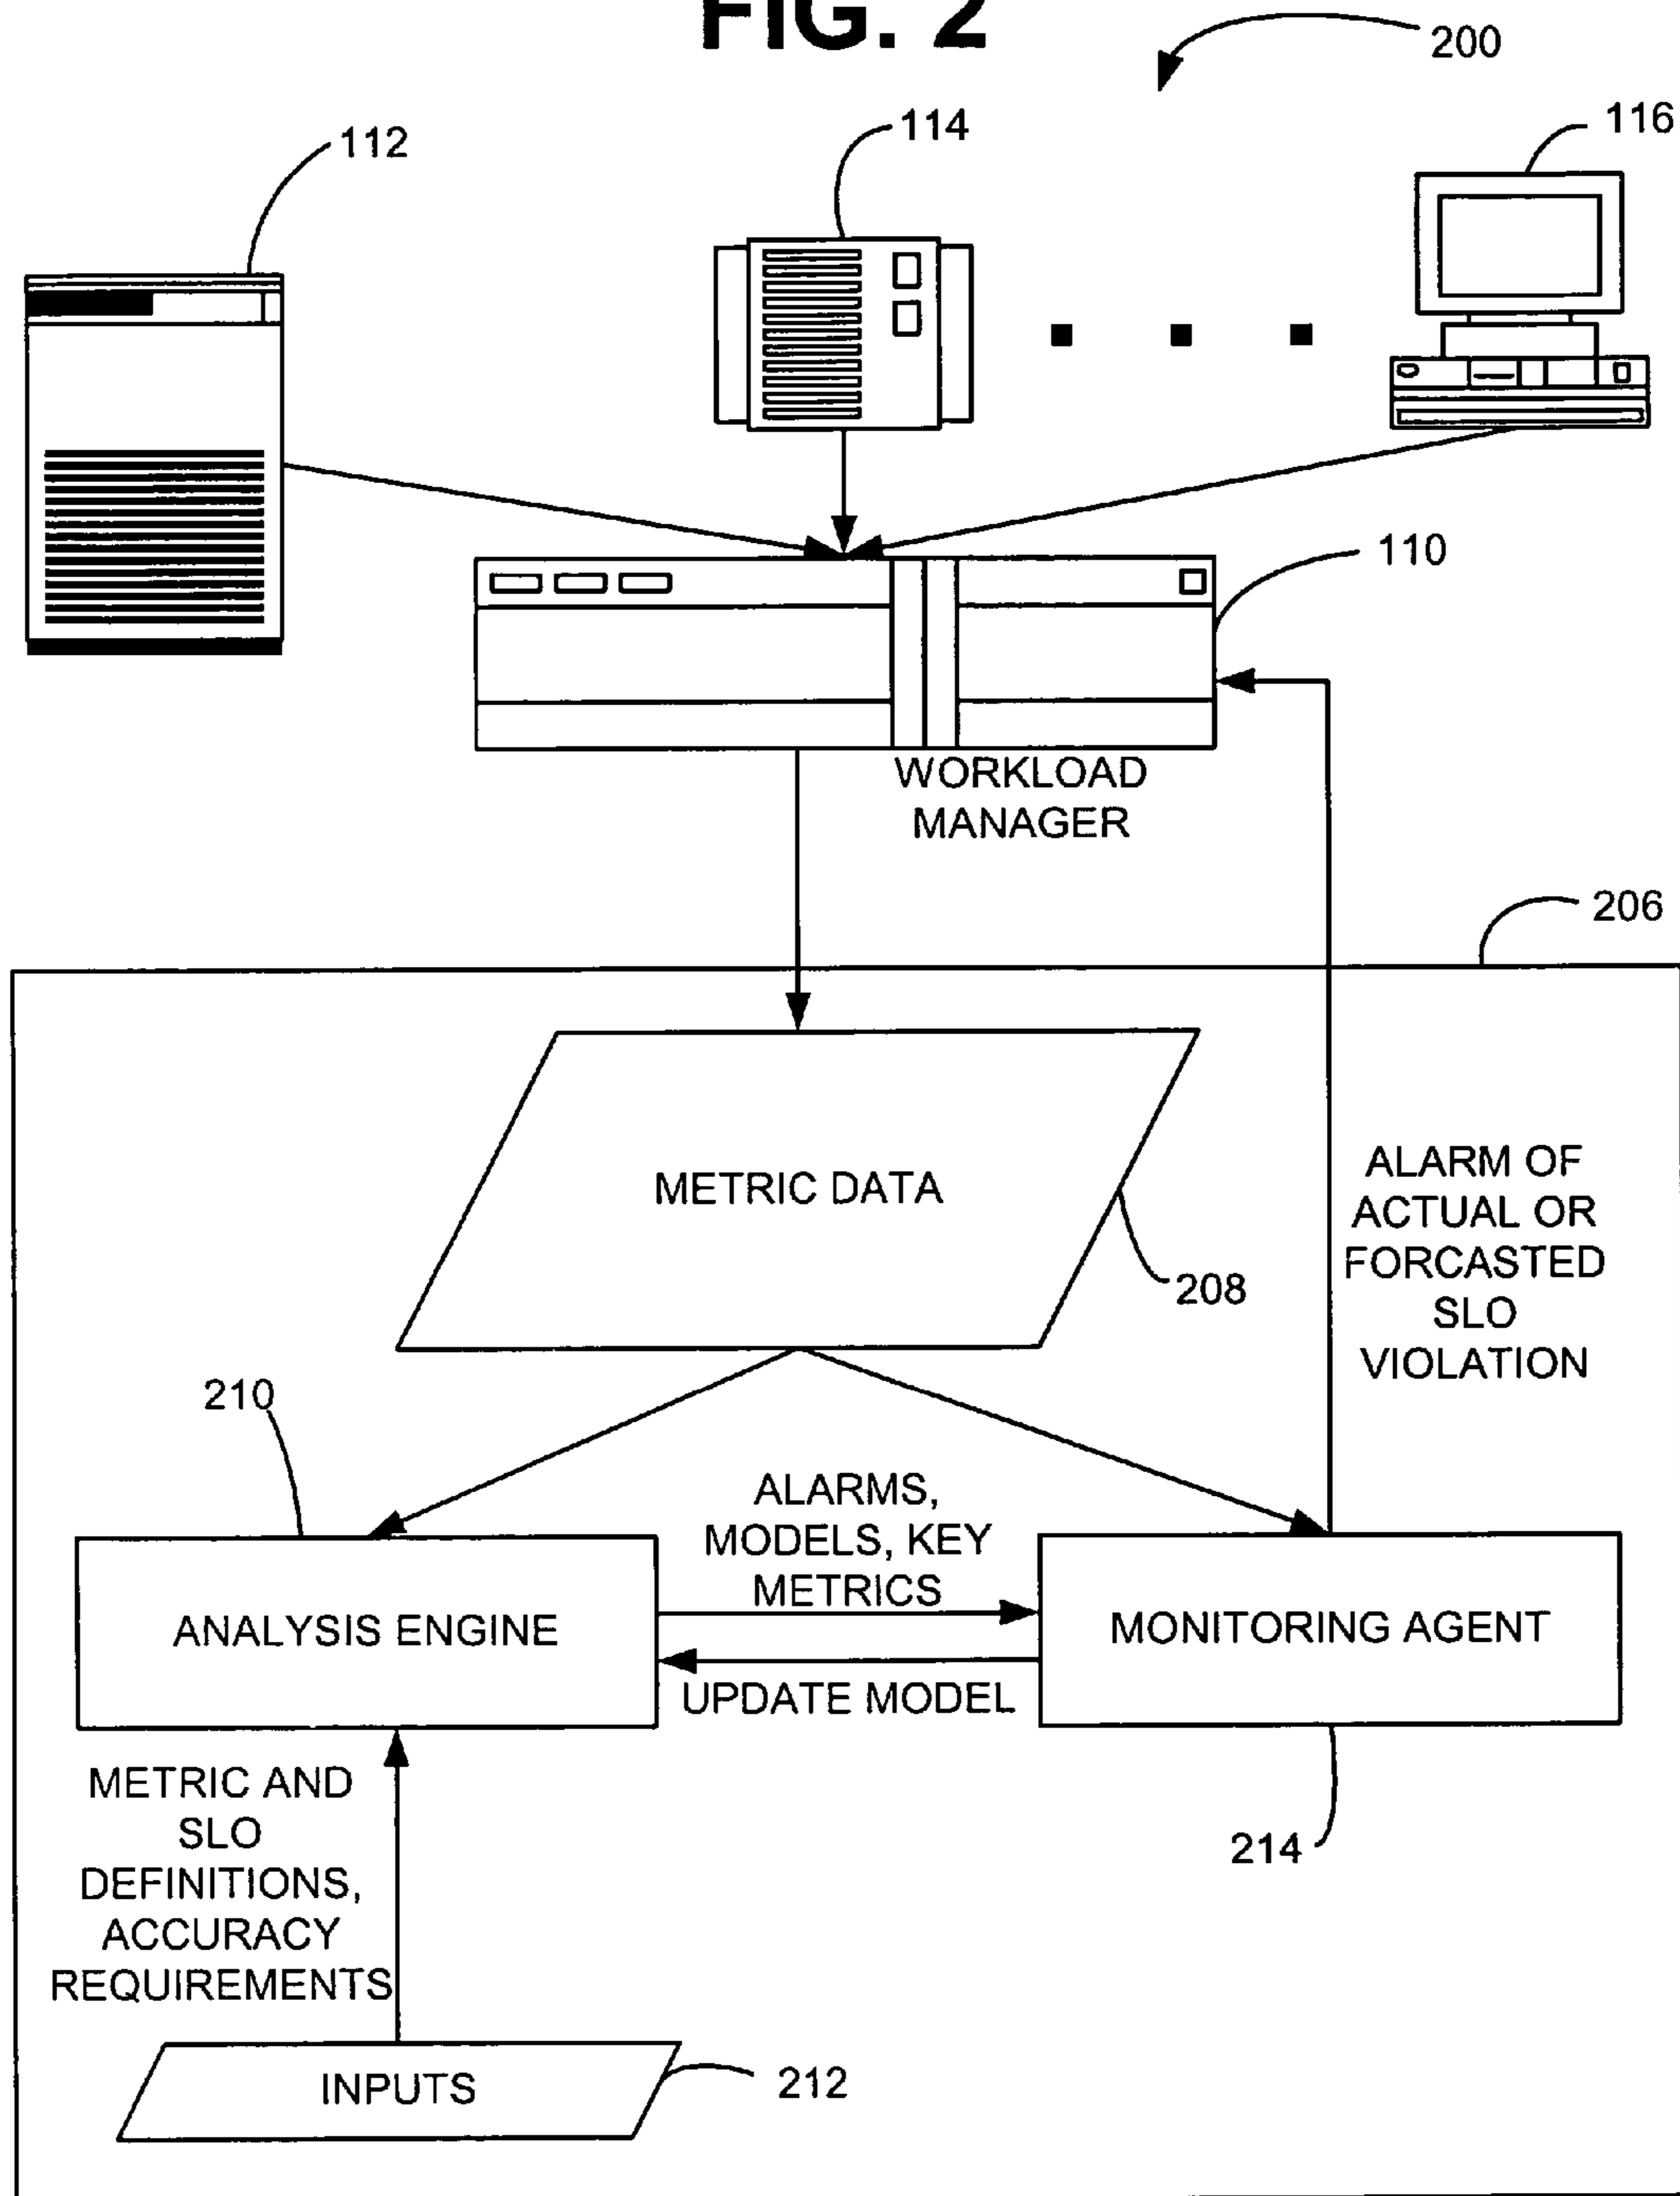 FIG. 2
200
112
114
116
110
WORKLOAD
MANAGER
206
METRIC DATA
208
ALARM OF
ACTUAL OR
FORCASTED
SLO
VIOLATION
210
ALARMS,
MODELS, KEY
METRICS
ANALYSIS ENGINE
MONITORING AGENT
UPDATE MODEL
METRIC AND
SLO
DEFINITIONS,
ACCURACY
REQUIREMENTS
214
INPUTS
212